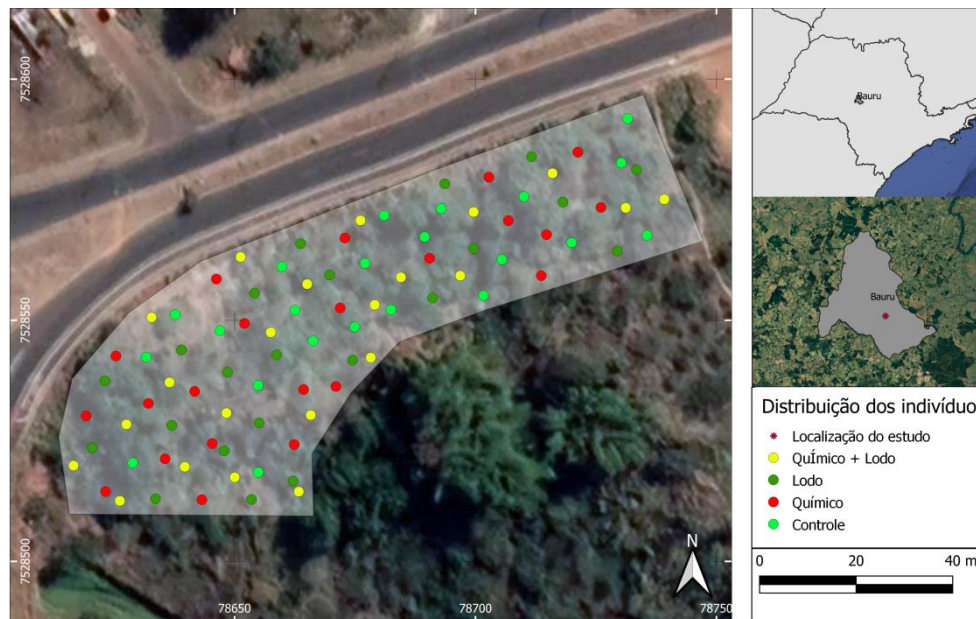 7528600
7528550
7528500
78650
78700
78750
N
Bauru
Bauru
Distribuição dos indivíduo
Localização do estudo
QuÍmico + Lodo
Lodo
Químico
Controle
0 20 40 m